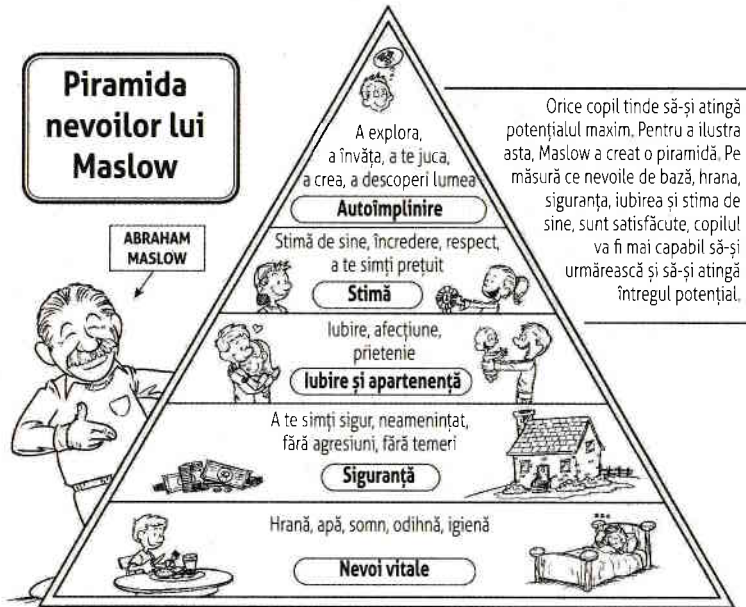 Piramida
nevoilor lui
Maslow
ABRAHAM
MASLOW
Orice copil tinde să-și atingă
potențialul maxim. Pentru a ilustra
asta, Maslow a creat o piramidă. Pe
măsură ce nevoile de bază, hrana,
siguranța, iubirea și stima de
sine, sunt satisfăcute, copilul
va fi mai capabil să-și
urmărească și să-și atingă
întregul potențial.
A explora,
a învăța, a te juca,
a crea, a descoperi lumea
Autoîmplinire
Stimă de sine, încredere, respect,
a te simți prețuit
Stimă
Iubire, afecțiune,
prietenie
Iubire și apartenență
A te simți sigur, neamenințat,
fără agresiuni, fără temeri
Siguranță
Hrană, apă, somn, odihnă, igienă
Nevoi vitale